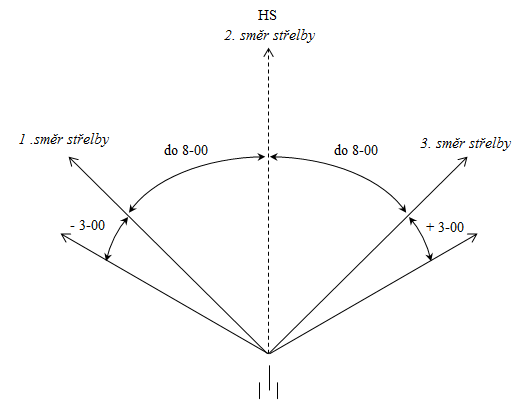 HS
2. směr střelby
1 .směr střelby
do 8-00
do 8-00
3. směr střelby
- 3-00
+ 3-00